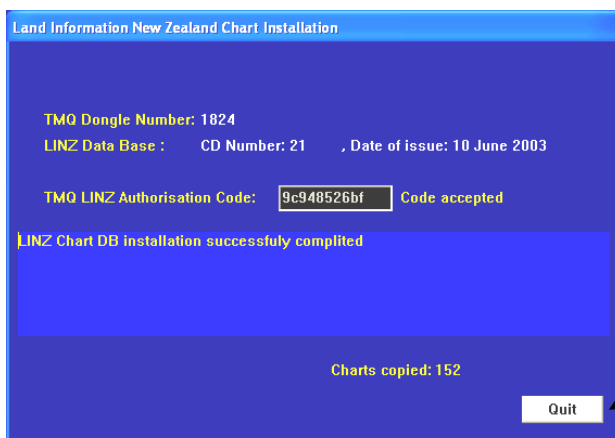 Land Information New Zealand Chart Installation
TMQ Dongle Number: 1824
LINZ Data Base : CD Number: 21 , Date of issue: 10 June 2003
TMQ LINZ Authorisation Code: 9c948526bf Code accepted
LINZ Chart DB installation successfuly complited
Charts copied: 152
Quit